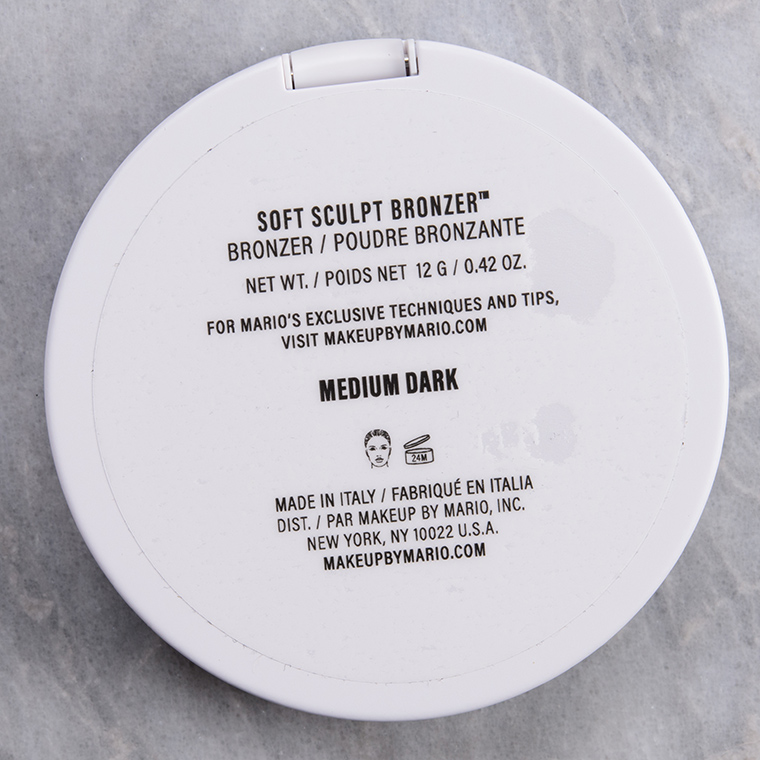 SOFT SCULPT BRONZER™
BRONZER / POUDRE BRONZANTE
NET WT. / POIDS NET 12 G / 0.42 OZ.
FOR MARIO'S EXCLUSIVE TECHNIQUES AND TIPS,
VISIT MAKEUPBYMARIO.COM
MEDIUM DARK
24M
MADE IN ITALY / FABRIQUÉ EN ITALIA
DIST. / PAR MAKEUP BY MARIO, INC.
NEW YORK, NY 10022 U.S.A.
MAKEUPBYMARIO.COM